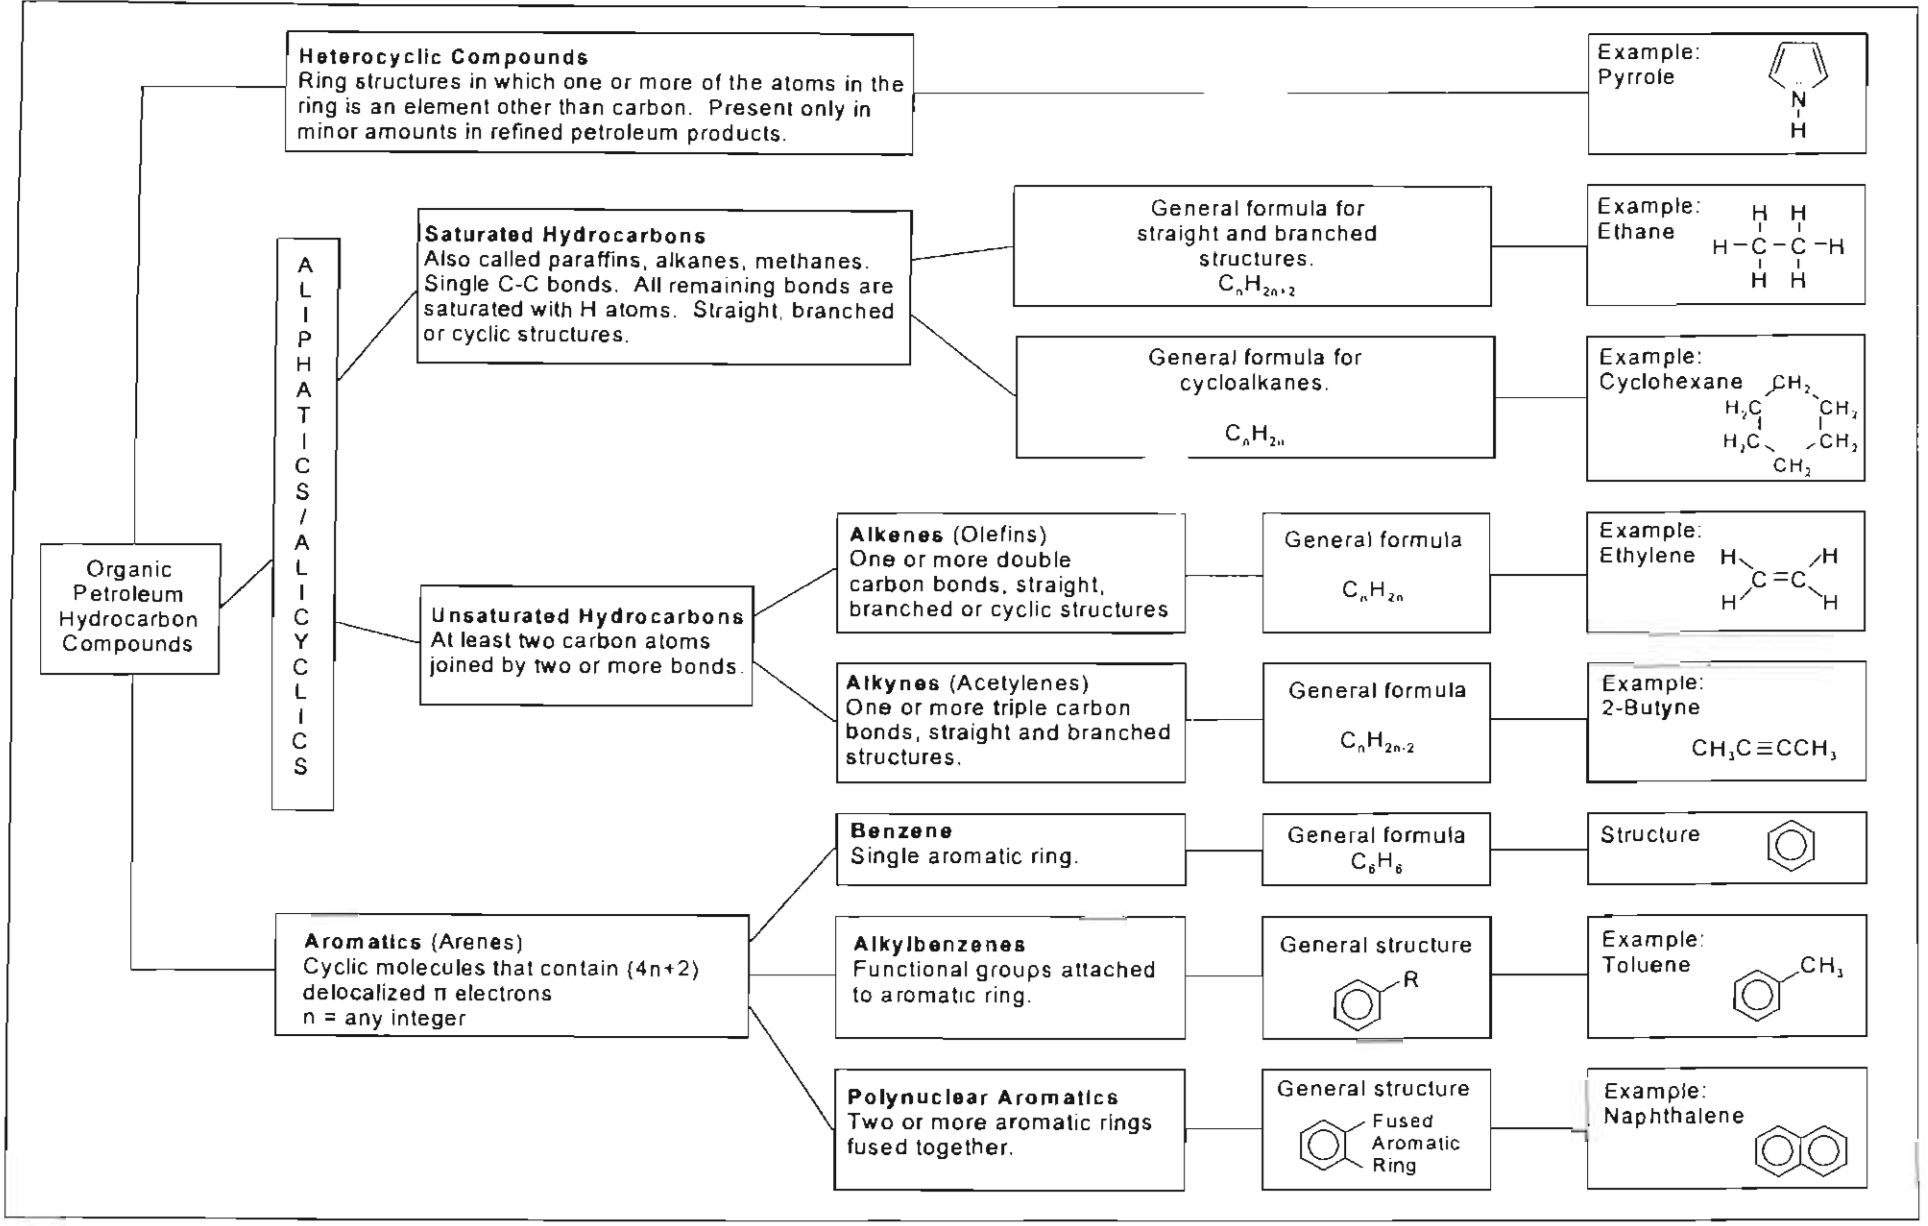 Heterocyclic Compounds
Ring structures in which one or more of the atoms in the
ring is an element other than carbon. Present only in
minor amounts in refined petroleum products.
Example:
Pyrrole
N
H
Saturated Hydrocarbons
Also called paraffins, alkanes, methanes.
Single C-C bonds. All remaining bonds are
saturated with H atoms. Straight, branched
or cyclic structures.
General formula for
straight and branched
structures.
CₙH₂ₙ₊₂
Example:
Ethane
H H
H-C-C-H
H H
General formula for
cycloalkanes.
CₙH₂ₙ
Example:
Cyclohexane
CH₂
H₂C CH₂
H₂C CH₂
CH₂
ALIPHATICS/ALICYCLICS
Organic
Petroleum
Hydrocarbon
Compounds
Unsaturated Hydrocarbons
At least two carbon atoms
joined by two or more bonds.
Alkenes (Olefins)
One or more double
carbon bonds, straight,
branched or cyclic structures
General formula
CₙH₂ₙ
Example:
Ethylene
H H
C=C
H H
Alkynes (Acetylenes)
One or more triple carbon
bonds, straight and branched
structures.
General formula
CₙH₂ₙ₋₂
Example:
2-Butyne
CH₃C≡CCH₃
Benzene
Single aromatic ring.
General formula
C₆H₆
Structure
Aromatics (Arenes)
Cyclic molecules that contain (4n+2)
delocalized π electrons
n = any integer
Alkylbenzenes
Functional groups attached
to aromatic ring.
General structure
R
Example:
Toluene
CH₃
Polynuclear Aromatics
Two or more aromatic rings
fused together.
General structure
Fused
Aromatic
Ring
Example:
Naphthalene